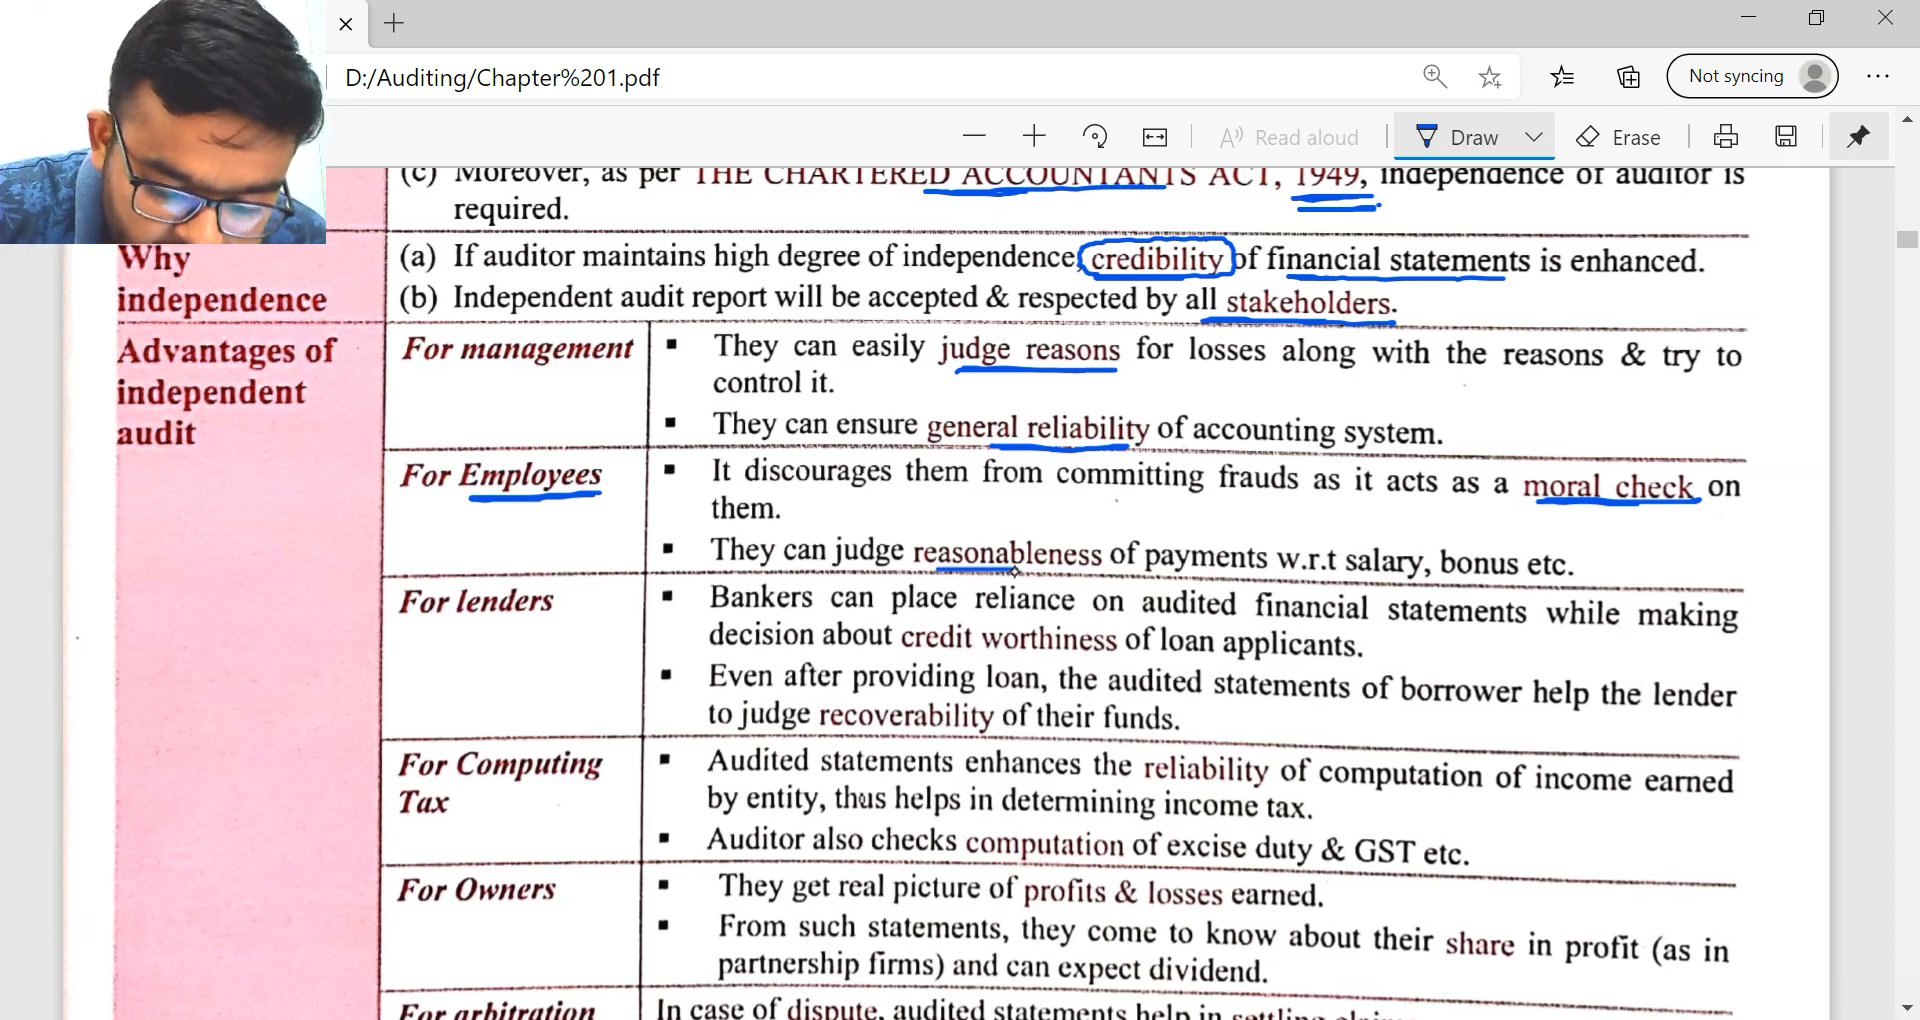 D:/Auditing/Chapter%201.pdf
Not syncing
Read aloud
Draw
Erase
(c) Moreover, as per THE CHARTERED ACCOUNTANTS ACT, 1949, independence of auditor is
required.
Why
independence
(a) If auditor maintains high degree of independence, credibility of financial statements is enhanced.
(b) Independent audit report will be accepted & respected by all stakeholders.
Advantages of
independent
audit
For management
▪ They can easily judge reasons for losses along with the reasons & try to
control it.
▪ They can ensure general reliability of accounting system.
For Employees
▪ It discourages them from committing frauds as it acts as a moral check on
them.
▪ They can judge reasonableness of payments w.r.t salary, bonus etc.
For lenders
▪ Bankers can place reliance on audited financial statements while making
decision about credit worthiness of loan applicants.
▪ Even after providing loan, the audited statements of borrower help the lender
to judge recoverability of their funds.
For Computing
Tax
▪ Audited statements enhances the reliability of computation of income earned
by entity, thus helps in determining income tax.
▪ Auditor also checks computation of excise duty & GST etc.
For Owners
▪ They get real picture of profits & losses earned.
▪ From such statements, they come to know about their share in profit (as in
partnership firms) and can expect dividend.
For arbitration
In case of dispute, audited statements help in settling